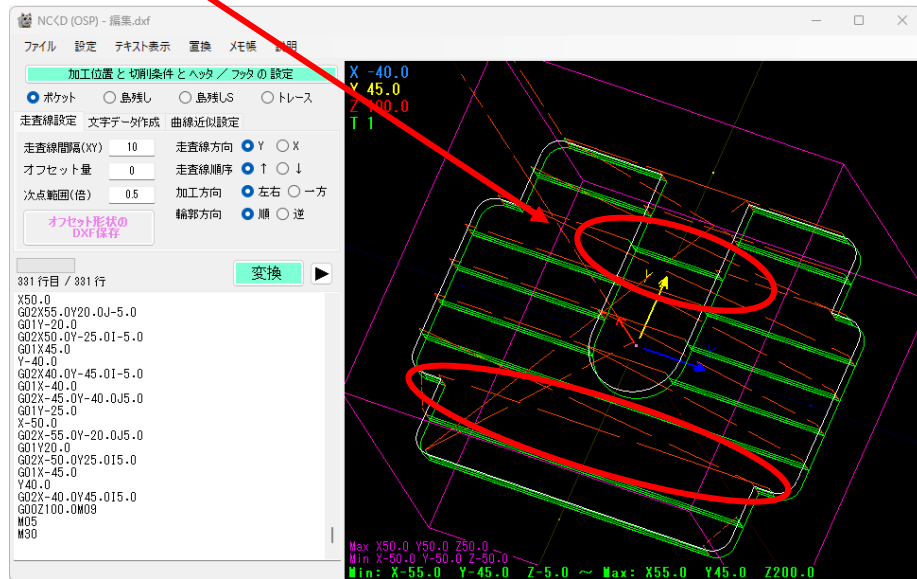 NCくD (OSP) - 編集.dxf
ファイル 設定 テキスト表示 置換 メモ帳 説明
加工位置 と 切削条件 と ヘッダ ／ フッタ の 設定
ポケット 島残し 島残しS トレース
走査線設定 文字データ作成 曲線近似設定
走査線間隔(XY) 10 走査線方向 Y X
オフセット量 0 走査線順序 ↑ ↓
次点範囲(倍) 0.5 加工方向 左右 一方
輪郭方向 順 逆
オフセット形状の
DXF保存
331 行目 / 331 行
変換
X50.0
G02X55.0Y20.0J-5.0
G01Y-20.0
G02X50.0Y-25.0I-5.0
G01X45.0
Y-40.0
G02X40.0Y-45.0I-5.0
G01X-40.0
G02X-45.0Y-40.0J5.0
G01Y-25.0
X-50.0
G02X-55.0Y-20.0J5.0
G01Y20.0
G02X-50.0Y25.0I5.0
G01X-45.0
Y40.0
G02X-40.0Y45.0I5.0
G00Z100.0M09
M05
M30
X -40.0
Y 45.0
Z 100.0
T 1
Y
X
Max X50.0 Y50.0 Z50.0
Min X-50.0 Y-50.0 Z-50.0
Min: X-55.0 Y-45.0 Z-5.0 ～ Max: X55.0 Y45.0 Z200.0